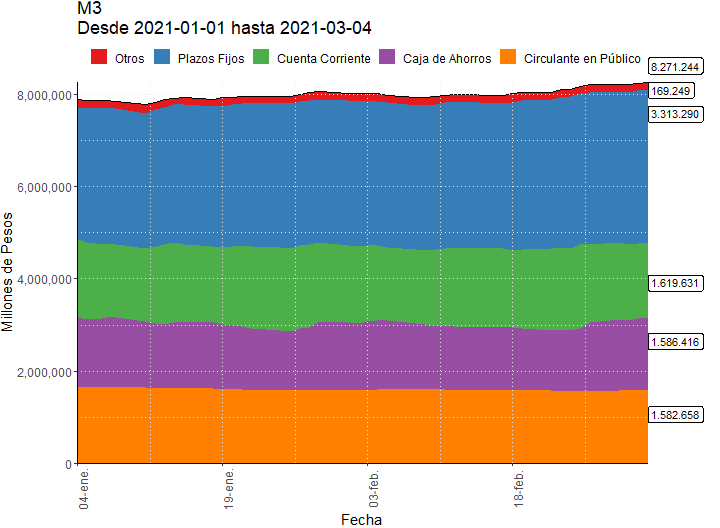 M3
Desde 2021-01-01 hasta 2021-03-04
Otros Plazos Fijos Cuenta Corriente Caja de Ahorros Circulante en Público
8.271.244
169.249
3.313.290
1.619.631
1.586.416
1.582.658
8,000,000
6,000,000
4,000,000
2,000,000
0
Millones de Pesos
04-ene.
19-ene.
03-feb.
18-feb.
Fecha